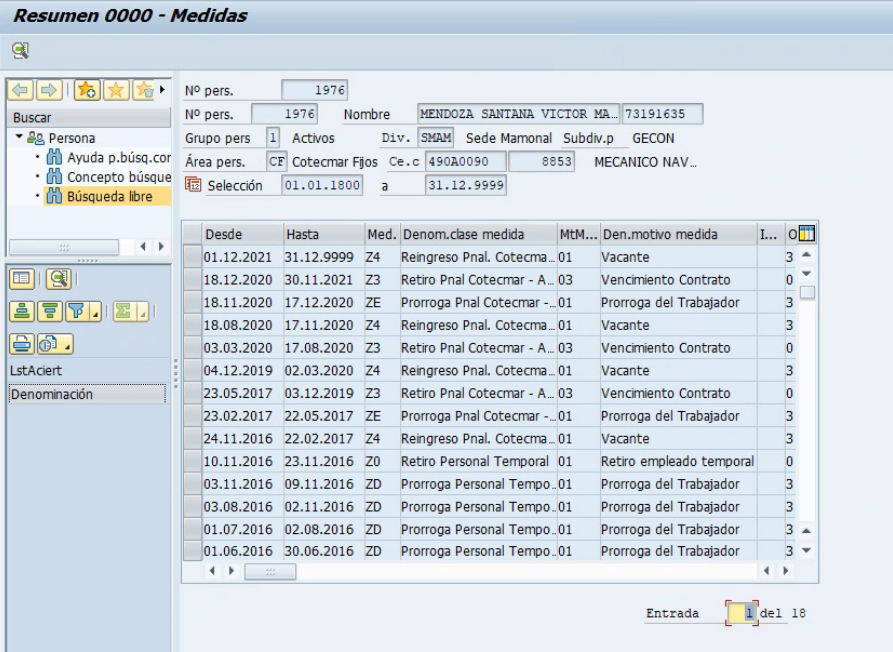 Resumen 0000 - Medidas
Nº pers. 1976
Buscar
Nº pers. 1976 Nombre MENDOZA SANTANA VICTOR MA… 73191635
Persona
Grupo pers 1 Activos Div. SMAM Sede Mamonal Subdiv.p GECON
Ayuda p.búsq.cor
Área pers. CF Cotecmar Fijos Ce.c 490A0090 8853 MECANICO NAV…
Concepto búsque
Selección 01.01.1800 a 31.12.9999
Búsqueda libre
Desde Hasta Med. Denom.clase medida MtM... Den.motivo medida I... O
01.12.2021 31.12.9999 Z4 Reingreso Pnal. Cotecma… 01 Vacante 3
18.12.2020 30.11.2021 Z3 Retiro Pnal Cotecmar - A… 03 Vencimiento Contrato 0
18.11.2020 17.12.2020 ZE Prorroga Pnal Cotecmar -… 01 Prorroga del Trabajador 3
18.08.2020 17.11.2020 Z4 Reingreso Pnal. Cotecma… 01 Vacante 3
03.03.2020 17.08.2020 Z3 Retiro Pnal Cotecmar - A… 03 Vencimiento Contrato 0
04.12.2019 02.03.2020 Z4 Reingreso Pnal. Cotecma… 01 Vacante 3
LstAciert
23.05.2017 03.12.2019 Z3 Retiro Pnal Cotecmar - A… 03 Vencimiento Contrato 0
Denominación
23.02.2017 22.05.2017 ZE Prorroga Pnal Cotecmar -… 01 Prorroga del Trabajador 3
24.11.2016 22.02.2017 Z4 Reingreso Pnal. Cotecma… 01 Vacante 3
10.11.2016 23.11.2016 Z0 Retiro Personal Temporal 01 Retiro empleado temporal 0
03.11.2016 09.11.2016 ZD Prorroga Personal Tempo… 01 Prorroga del Trabajador 3
03.08.2016 02.11.2016 ZD Prorroga Personal Tempo… 01 Prorroga del Trabajador 3
01.07.2016 02.08.2016 ZD Prorroga Personal Tempo… 01 Prorroga del Trabajador 3
01.06.2016 30.06.2016 ZD Prorroga Personal Tempo… 01 Prorroga del Trabajador 3
Entrada 1 del 18